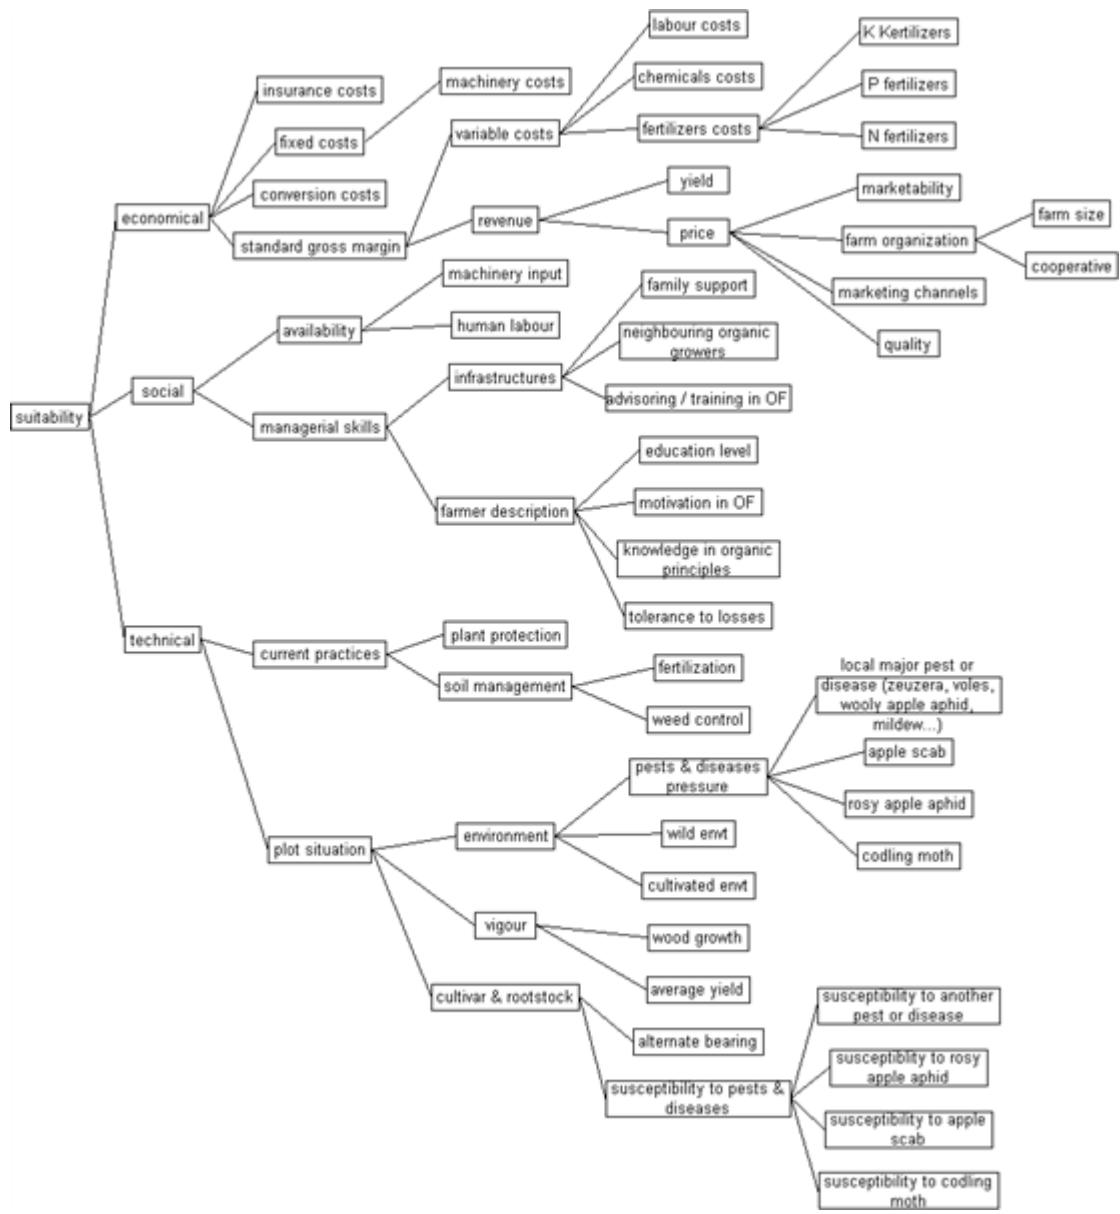 labour costs
K Kertilizers
machinery costs
chemicals costs
P fertilizers
insurance costs
fixed costs
variable costs
fertilizers costs
N fertilizers
conversion costs
yield
marketability
economical
revenue
farm size
standard gross margin
price
farm organization
cooperative
machinery input
family support
marketing channels
availability
human labour
neighbouring organic
growers
quality
social
infrastructures
advisoring / training in OF
suitability
managerial skills
education level
farmer description
motivation in OF
knowledge in organic
principles
tolerance to losses
technical
current practices
plant protection
soil management
fertilization
weed control
local major pest or
disease (zeuzera, voles,
wooly apple aphid,
mildew...)
pests & diseases
pressure
apple scab
rosy apple aphid
codling moth
plot situation
environment
wild envt
cultivated envt
vigour
wood growth
average yield
cultivar & rootstock
alternate bearing
susceptibility to pests &
diseases
susceptibility to another
pest or disease
susceptiblity to rosy
apple aphid
susceptibility to apple
scab
susceptibility to codling
moth